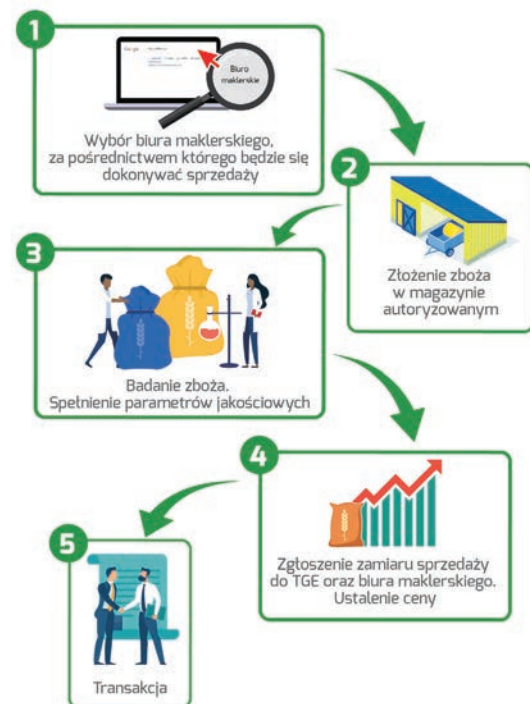 1
Google
Biuro
maklerskie
Wybór biura maklerskiego,
za pośrednictwem którego będzie się
dokonywać sprzedaży
2
Złożenie zboża
w magazynie
autoryzowanym
3
Badanie zboża.
Spełnienie parametrów jakościowych
4
Zgłoszenie zamiaru sprzedaży
do TGE oraz biura maklerskiego.
Ustalenie ceny
5
Transakcja